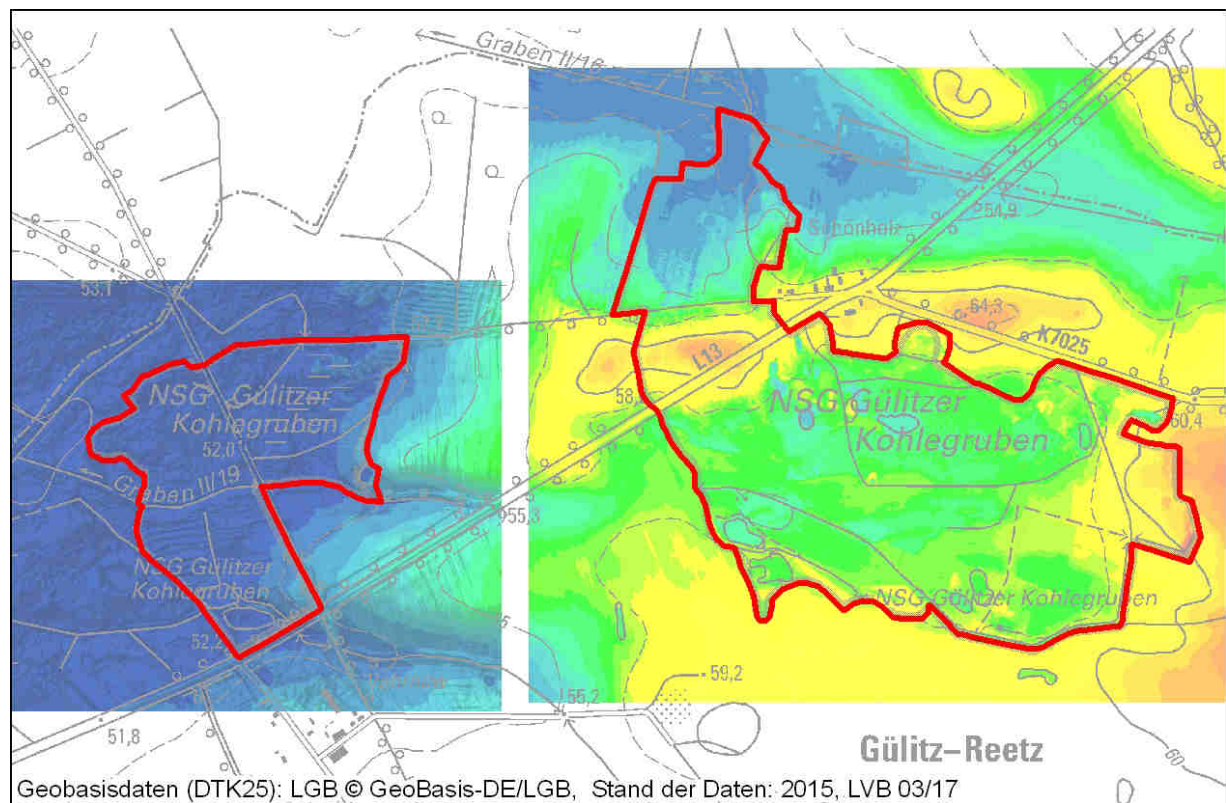 Graben II/16
53,1
54,9
Schönholz
64,3
K7025
L13
58,
NSG Gülitzer
Kohlegruben
52,0
NSG Gülitzer
Kohlegruben
60,4
Graben II/19
55,3
NSG Gülitzer
Kohlegruben
NSG Gülitzer Kohlegruben
52,2
59,2
55,2
51,8
Gülitz–Reetz
60
Geobasisdaten (DTK25): LGB © GeoBasis-DE/LGB, Stand der Daten: 2015, LVB 03/17